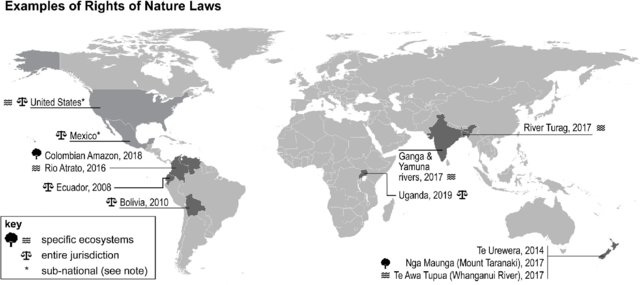 Examples of Rights of Nature Laws
United States*
Mexico*
Colombian Amazon, 2018
Rio Atrato, 2016
Ecuador, 2008
Bolivia, 2010
River Turag, 2017
Ganga &
Yamuna
rivers, 2017
Uganda, 2019
Te Urewera, 2014
Nga Maunga (Mount Taranaki), 2017
Te Awa Tupua (Whanganui River), 2017
key
specific ecosystems
entire jurisdiction
* sub-national (see note)